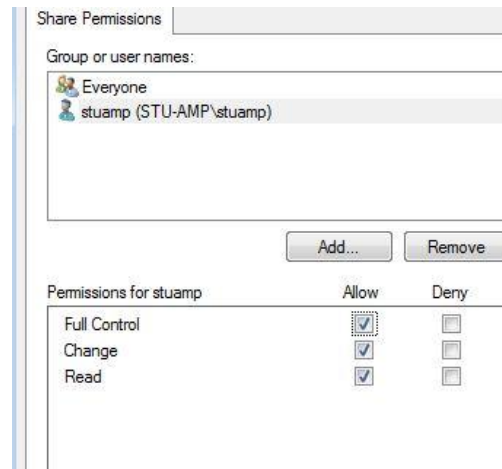 Share Permissions
Group or user names:
Everyone
stuamp (STU-AMP\stuamp)
Add... Remove
Permissions for stuamp Allow Deny
Full Control
Change
Read